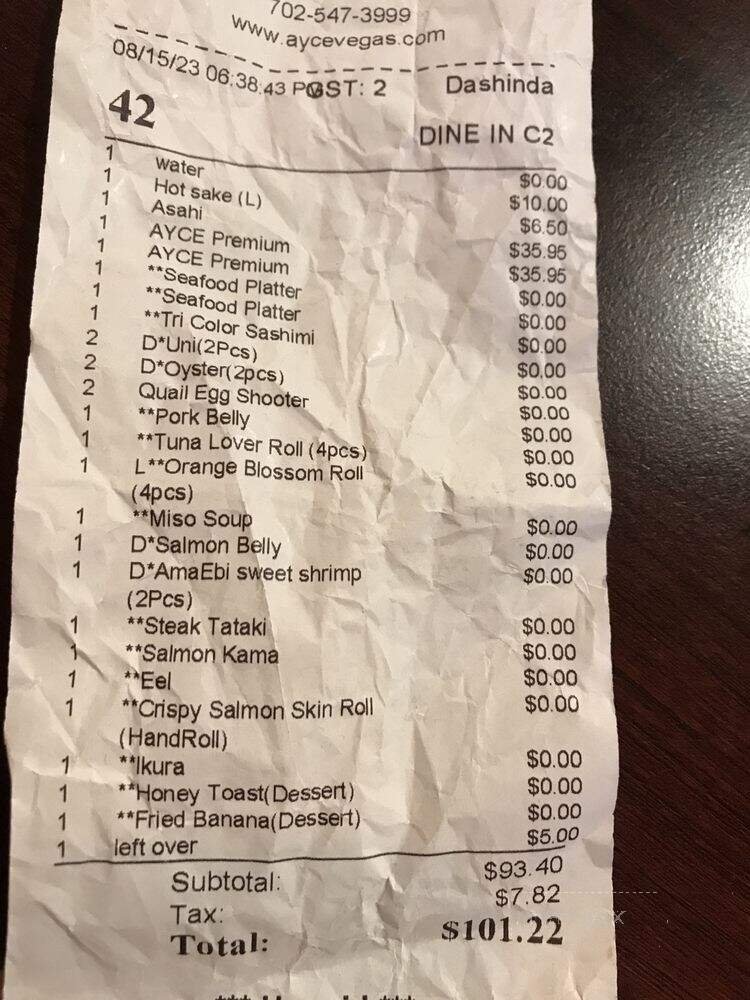 702-547-3999
www.aycevegas.com
08/15/23 06:38:43 PM GST: 2 Dashinda
42
DINE IN C2
1 water $0.00
1 Hot sake (L) $10.00
1 Asahi $6.50
1 AYCE Premium $35.95
1 AYCE Premium $35.95
1 **Seafood Platter $0.00
1 **Seafood Platter $0.00
1 **Tri Color Sashimi $0.00
2 D*Uni(2Pcs) $0.00
2 D*Oyster(2pcs) $0.00
2 Quail Egg Shooter $0.00
1 **Pork Belly $0.00
1 **Tuna Lover Roll (4pcs) $0.00
1 L**Orange Blossom Roll $0.00
(4pcs)
1 **Miso Soup $0.00
1 D*Salmon Belly $0.00
1 D*AmaEbi sweet shrimp $0.00
(2Pcs)
1 **Steak Tataki $0.00
1 **Salmon Kama $0.00
1 **Eel $0.00
1 **Crispy Salmon Skin Roll $0.00
(HandRoll)
1 **Ikura $0.00
1 **Honey Toast(Dessert) $0.00
1 **Fried Banana(Dessert) $0.00
1 left over $5.00
Subtotal: $93.40
Tax: $7.82
Total: $101.22